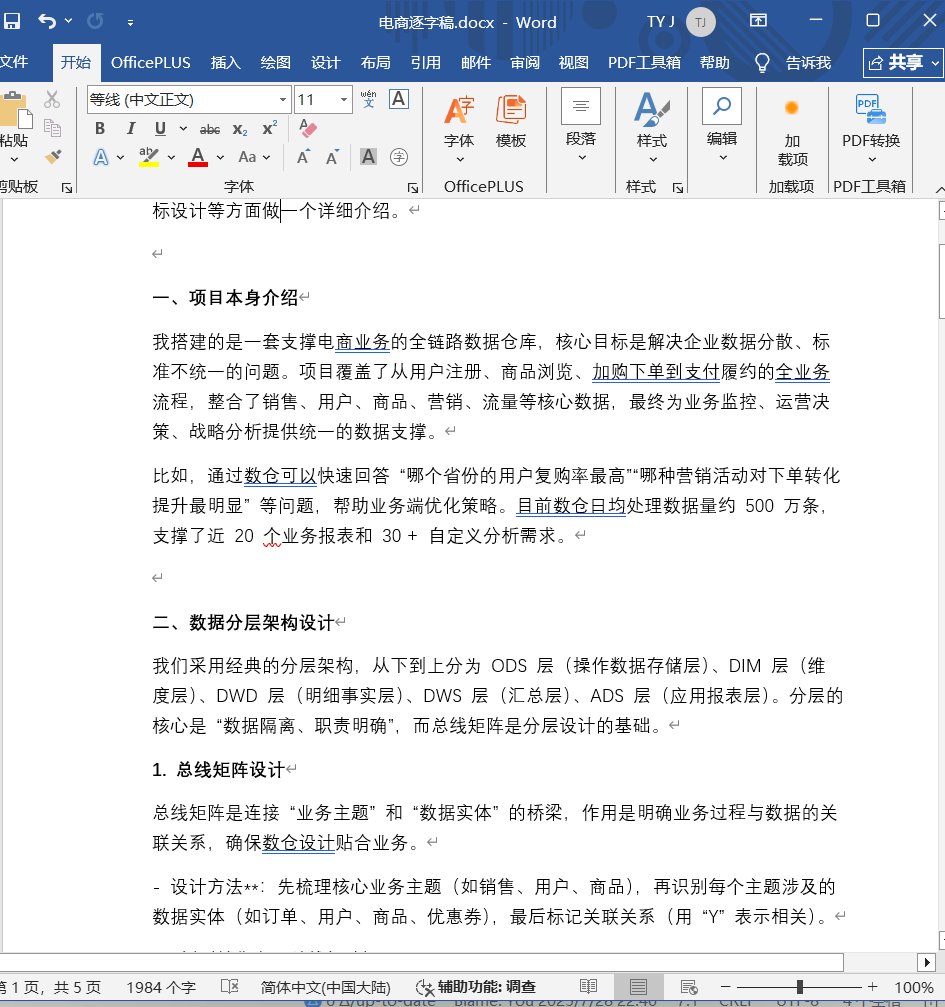 电商逐字稿.docx - Word TY J TJ
文件 开始 OfficePLUS 插入 绘图 设计 布局 引用 邮件 审阅 视图 PDF工具箱 帮助 告诉我 共享
等线 (中文正文) 11 wén 文 A
粘贴 B I U abc x₂ x² 字体 模板 段落 样式 编辑 加载项 PDF转换
A ab A Aa A A A 字
剪贴板 字体 OfficePLUS 样式 加载项 PDF工具箱
标设计等方面做一个详细介绍。
一、项目本身介绍
我搭建的是一套支撑电商业务的全链路数据仓库，核心目标是解决企业数据分散、标
准不统一的问题。项目覆盖了从用户注册、商品浏览、加购下单到支付履约的全业务
流程，整合了销售、用户、商品、营销、流量等核心数据，最终为业务监控、运营决
策、战略分析提供统一的数据支撑。
比如，通过数仓可以快速回答 “哪个省份的用户复购率最高”“哪种营销活动对下单转化
提升最明显” 等问题，帮助业务端优化策略。目前数仓日均处理数据量约 500 万条，
支撑了近 20 个业务报表和 30 + 自定义分析需求。
二、数据分层架构设计
我们采用经典的分层架构，从下到上分为 ODS 层（操作数据存储层）、DIM 层（维
度层）、DWD 层（明细事实层）、DWS 层（汇总层）、ADS 层（应用报表层）。分层的
核心是 “数据隔离、职责明确”，而总线矩阵是分层设计的基础。
1. 总线矩阵设计
总线矩阵是连接 “业务主题” 和 “数据实体” 的桥梁，作用是明确业务过程与数据的关
联关系，确保数仓设计贴合业务。
- 设计方法**：先梳理核心业务主题（如销售、用户、商品），再识别每个主题涉及的
数据实体（如订单、用户、商品、优惠券），最后标记关联关系（用 “Y” 表示相关）。
第 1 页，共 5 页 1984 个字 简体中文(中国大陆) 辅助功能: 调查 100%